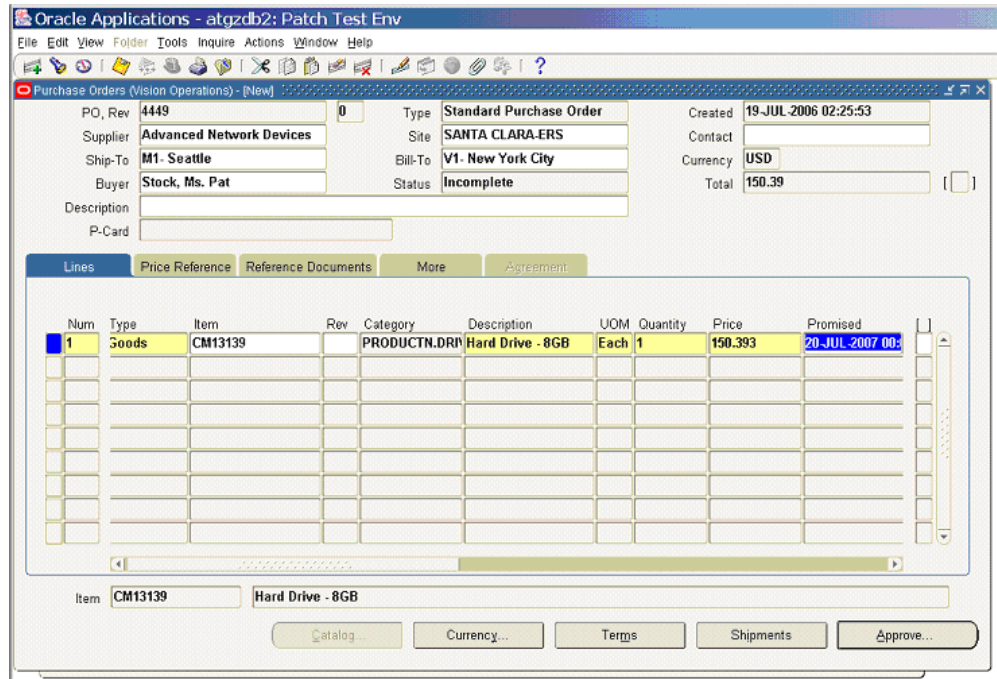 Oracle Applications - atgzdb2: Patch Test Env
File Edit View Folder Tools Inquire Actions Window Help
Purchase Orders (Vision Operations) - [New]
PO, Rev 4449 0 Type Standard Purchase Order Created 19-JUL-2006 02:25:53
Supplier Advanced Network Devices Site SANTA CLARA-ERS Contact
Ship-To M1- Seattle Bill-To V1- New York City Currency USD
Buyer Stock, Ms. Pat Status Incomplete Total 150.39 [ ]
Description
P-Card
Lines Price Reference Reference Documents More Agreement
Num Type Item Rev Category Description UOM Quantity Price Promised [ ]
1 Goods CM13139 PRODUCTN.DRIV Hard Drive - 8GB Each 1 150.393 20-JUL-2007 00:
Item CM13139 Hard Drive - 8GB
Catalog... Currency... Terms Shipments Approve...